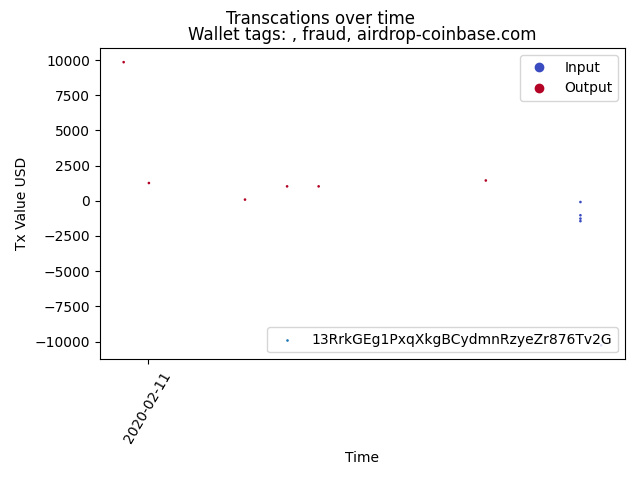 Transcations over time
Wallet tags: , fraud, airdrop-coinbase.com
10000
7500
5000
2500
0
−2500
−5000
−7500
−10000
Tx Value USD
Input
Output
13RrkGEg1PxqXkgBCydmnRzyeZr876Tv2G
2020-02-11
Time